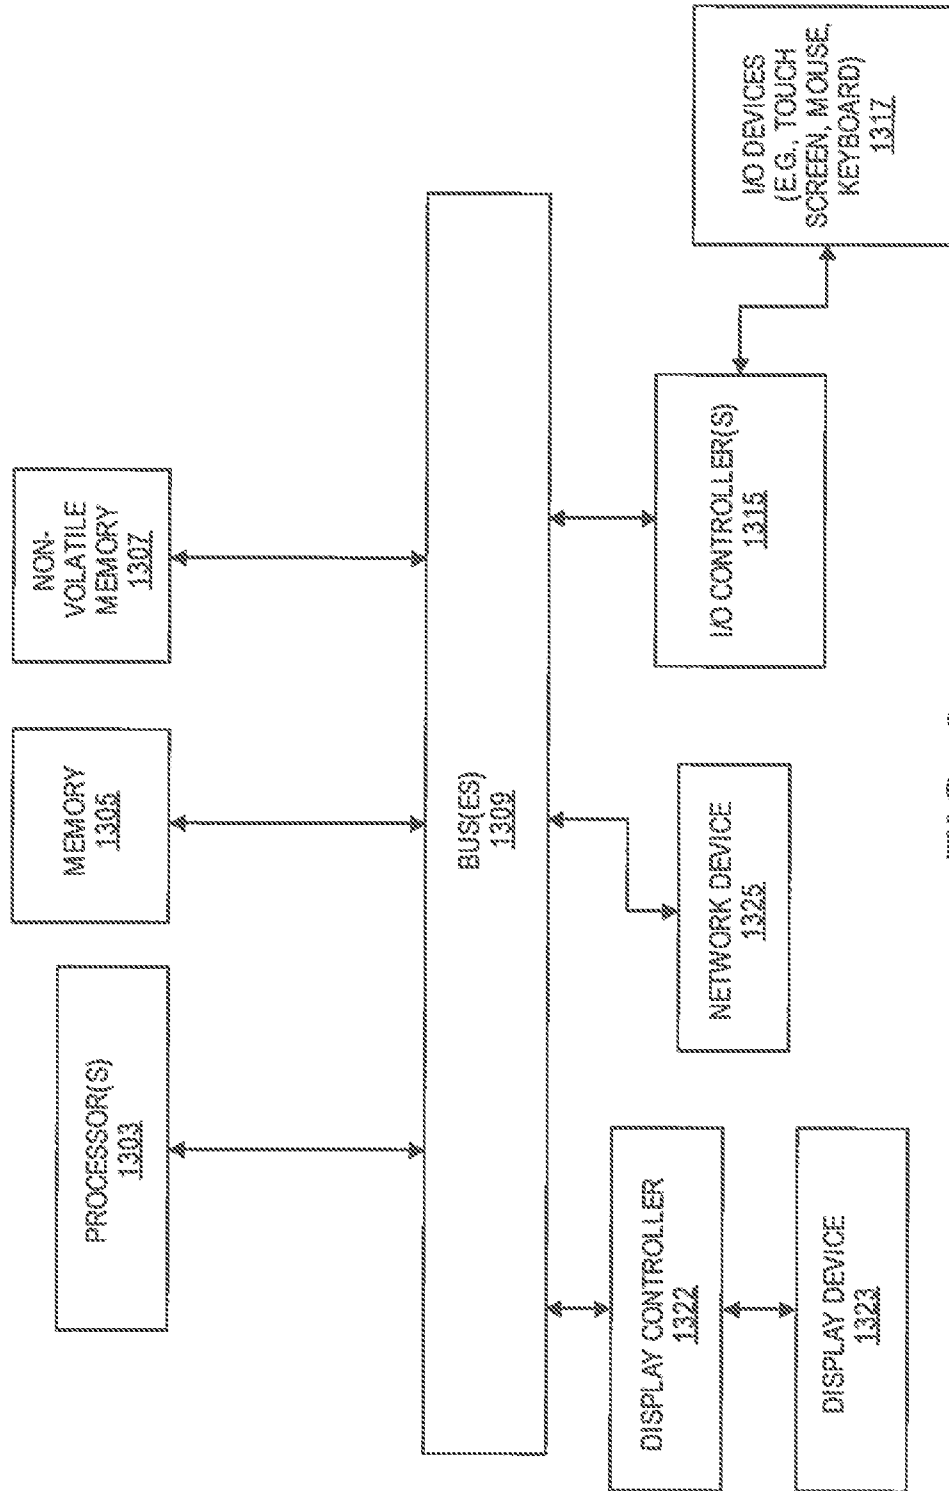 PROCESSOR(S)
1303
MEMORY
1305
NON-
VOLATILE
MEMORY
1307
BUS(ES)
1309
DISPLAY CONTROLLER
1322
DISPLAY DEVICE
1323
NETWORK DEVICE
1325
I/O CONTROLLER(S)
1315
I/O DEVICES
(E.G., TOUCH
SCREEN, MOUSE,
KEYBOARD)
1317